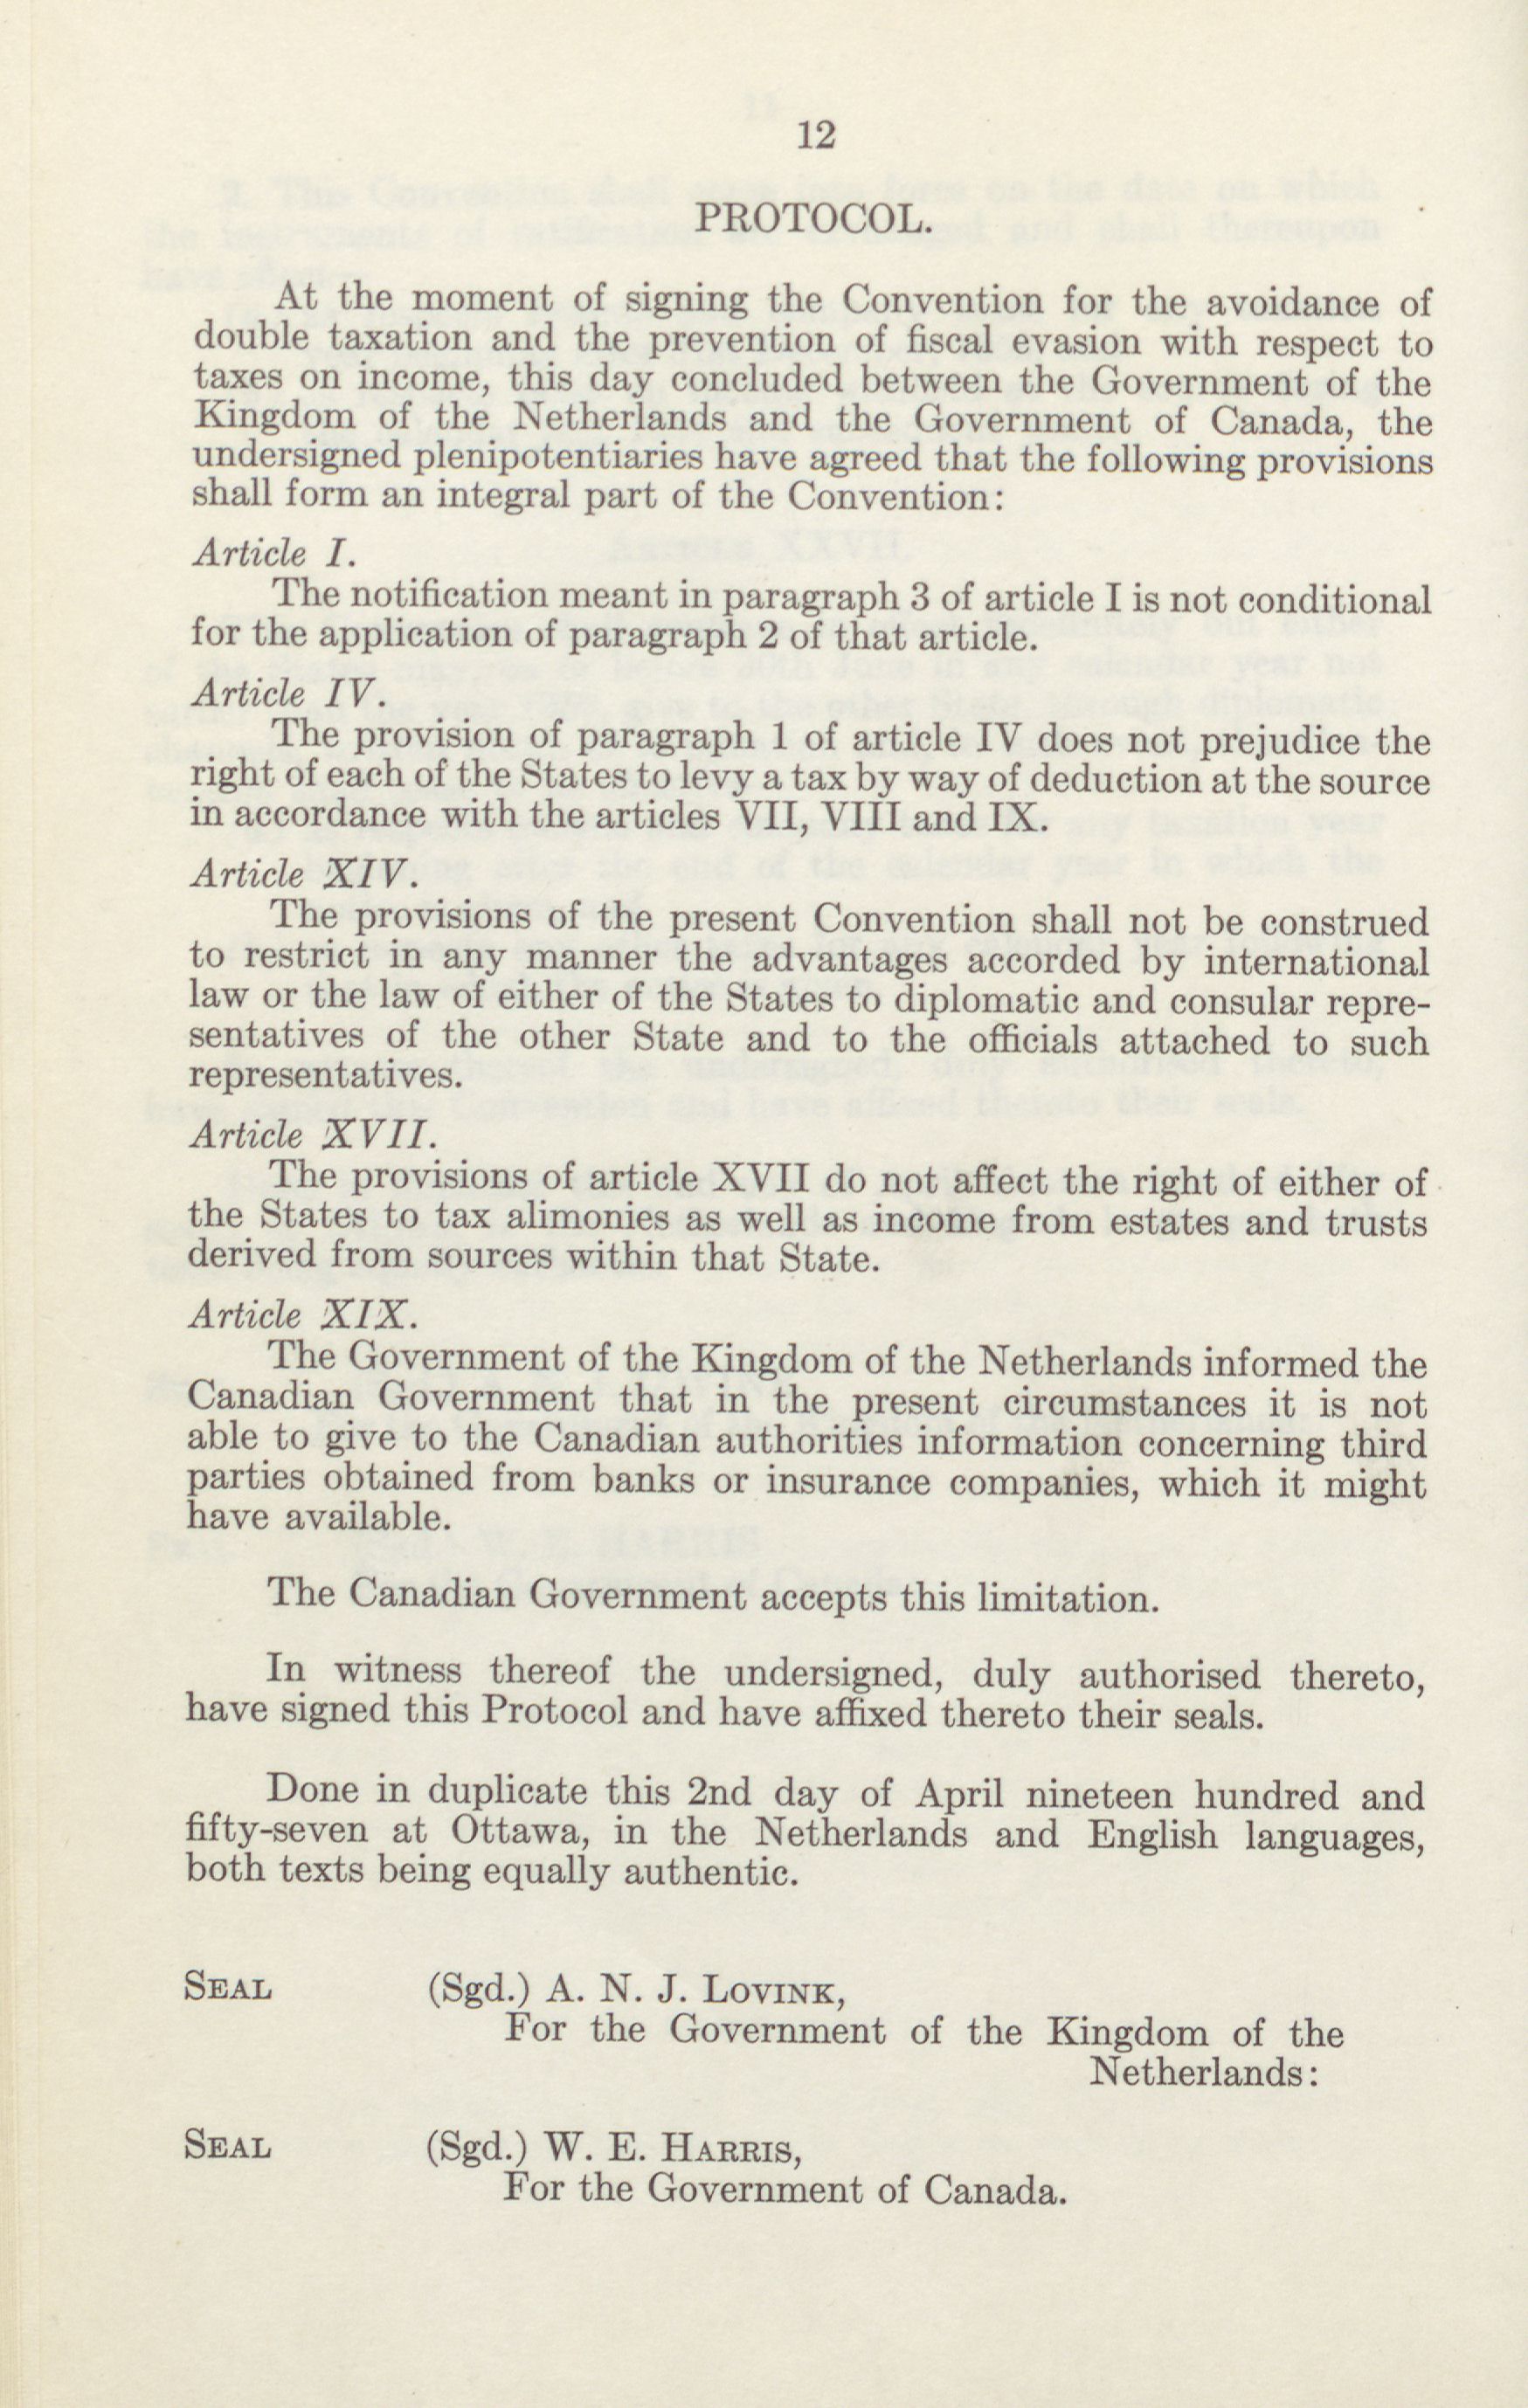 12
PROTOCOL.
At the moment of signing the Convention for the avoidance of
double taxation and the prevention of fiscal evasion with respect to
taxes on income, this day concluded between the Government of the
Kingdom of the Netherlands and the Government of Canada, the
undersigned plenipotentiaries have agreed that the following provisions
shall form an integral part of the Convention:
Article I.
The notification meant in paragraph 3 of article I is not conditional
for the application of paragraph 2 of that article.
Article IV.
The provision of paragraph 1 of article IV does not prejudice the
right of each of the States to levy a tax by way of deduction at the source
in accordance with the articles VII, VIII and IX.
Article XIV.
The provisions of the present Convention shall not be construed
to restrict in any manner the advantages accorded by international
law or the law of either of the States to diplomatic and consular repre-
sentatives of the other State and to the officials attached to such
representatives.
Article XVII.
The provisions of article XVII do not affect the right of either of
the States to tax alimonies as well as income from estates and trusts
derived from sources within that State.
Article XIX.
The Government of the Kingdom of the Netherlands informed the
Canadian Government that in the present circumstances it is not
able to give to the Canadian authorities information concerning third
parties obtained from banks or insurance companies, which it might
have available.
The Canadian Government accepts this limitation.
In witness thereof the undersigned, duly authorised thereto,
have signed this Protocol and have affixed thereto their seals.
Done in duplicate this 2nd day of April nineteen hundred and
fifty-seven at Ottawa, in the Netherlands and English languages,
both texts being equally authentic.
SEAL (Sgd.) A. N. J. LOVINK,
For the Government of the Kingdom of the
Netherlands:
SEAL (Sgd.) W. E. HARRIS,
For the Government of Canada.